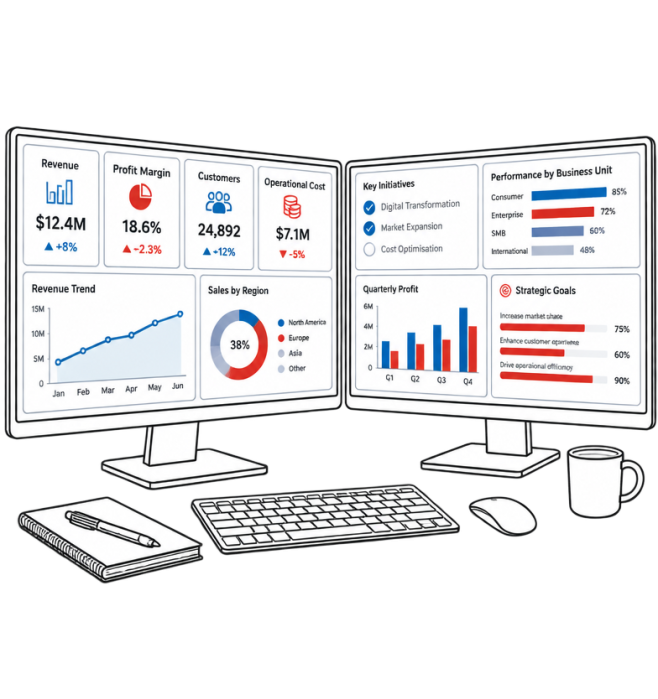 Revenue
$12.4M
▲ +8%
Profit Margin
18.6%
▲ -2.3%
Customers
24,892
▲ +12%
Operational Cost
$7.1M
▼ -5%
Revenue Trend
15M
10M
5M
0
Jan Feb Mar Apr May Jun
Sales by Region
38%
North America
Europe
Asia
Other
Key Initiatives
Digital Transformation
Market Expansion
Cost Optimisation
Performance by Business Unit
Consumer 85%
Enterprise 72%
SMB 60%
International 48%
Quarterly Profit
6M
4M
2M
0
Q1 Q2 Q3 Q4
Strategic Goals
Increase market share
75%
Enhance customer
60%
Drive operational
90%